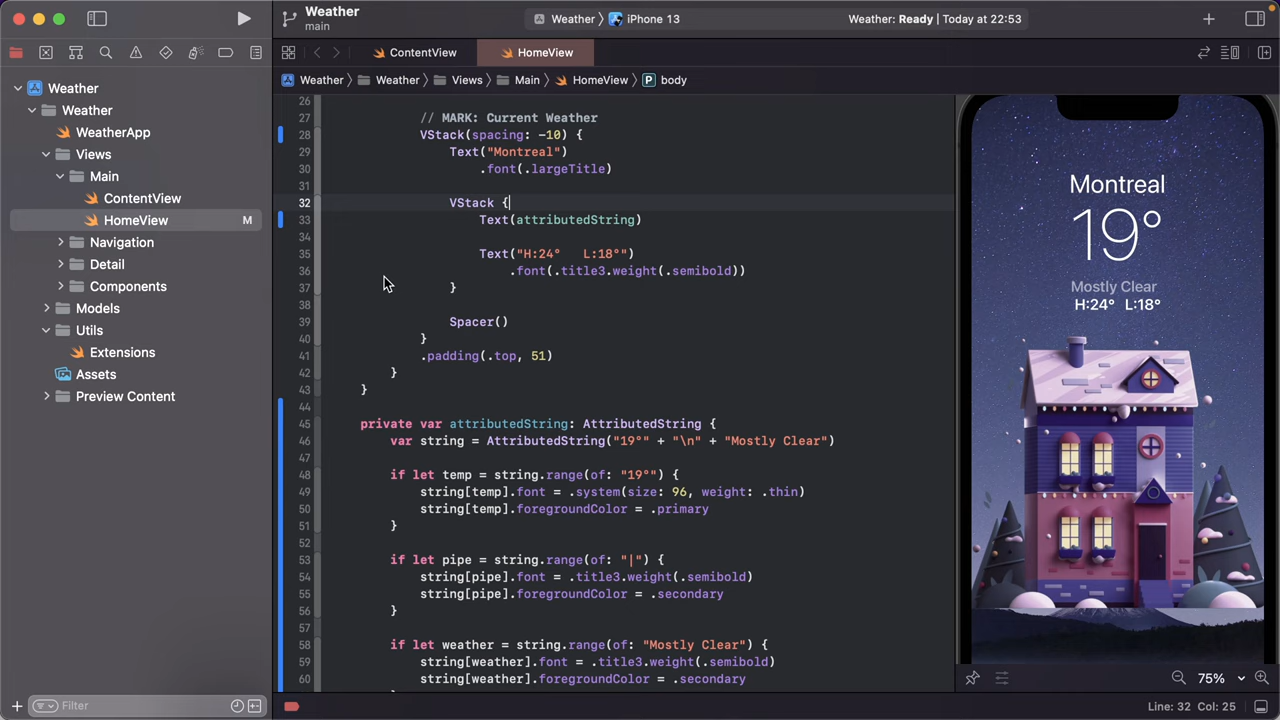 Weather
main
Weather 〉 iPhone 13
Weather: Ready | Today at 22:53
ContentView
HomeView
Weather 〉 Weather 〉 Views 〉 Main 〉 HomeView 〉 P body
Weather
Weather
WeatherApp
Views
Main
ContentView
HomeView M
Navigation
Detail
Components
Models
Utils
Extensions
Assets
Preview Content
Filter
26
27 // MARK: Current Weather
28 VStack(spacing: -10) {
29 Text("Montreal")
30 .font(.largeTitle)
31
32 VStack {
33 Text(attributedString)
34
35 Text("H:24°   L:18°")
36 .font(.title3.weight(.semibold))
37 }
38
39 Spacer()
40 }
41 .padding(.top, 51)
42 }
43 }
44
45 private var attributedString: AttributedString {
46 var string = AttributedString("19°" + "\n" + "Mostly Clear")
47
48 if let temp = string.range(of: "19°") {
49 string[temp].font = .system(size: 96, weight: .thin)
50 string[temp].foregroundColor = .primary
51 }
52
53 if let pipe = string.range(of: "|") {
54 string[pipe].font = .title3.weight(.semibold)
55 string[pipe].foregroundColor = .secondary
56 }
57
58 if let weather = string.range(of: "Mostly Clear") {
59 string[weather].font = .title3.weight(.semibold)
60 string[weather].foregroundColor = .secondary
Montreal
19°
Mostly Clear
H:24°   L:18°
75%
Line: 32 Col: 25